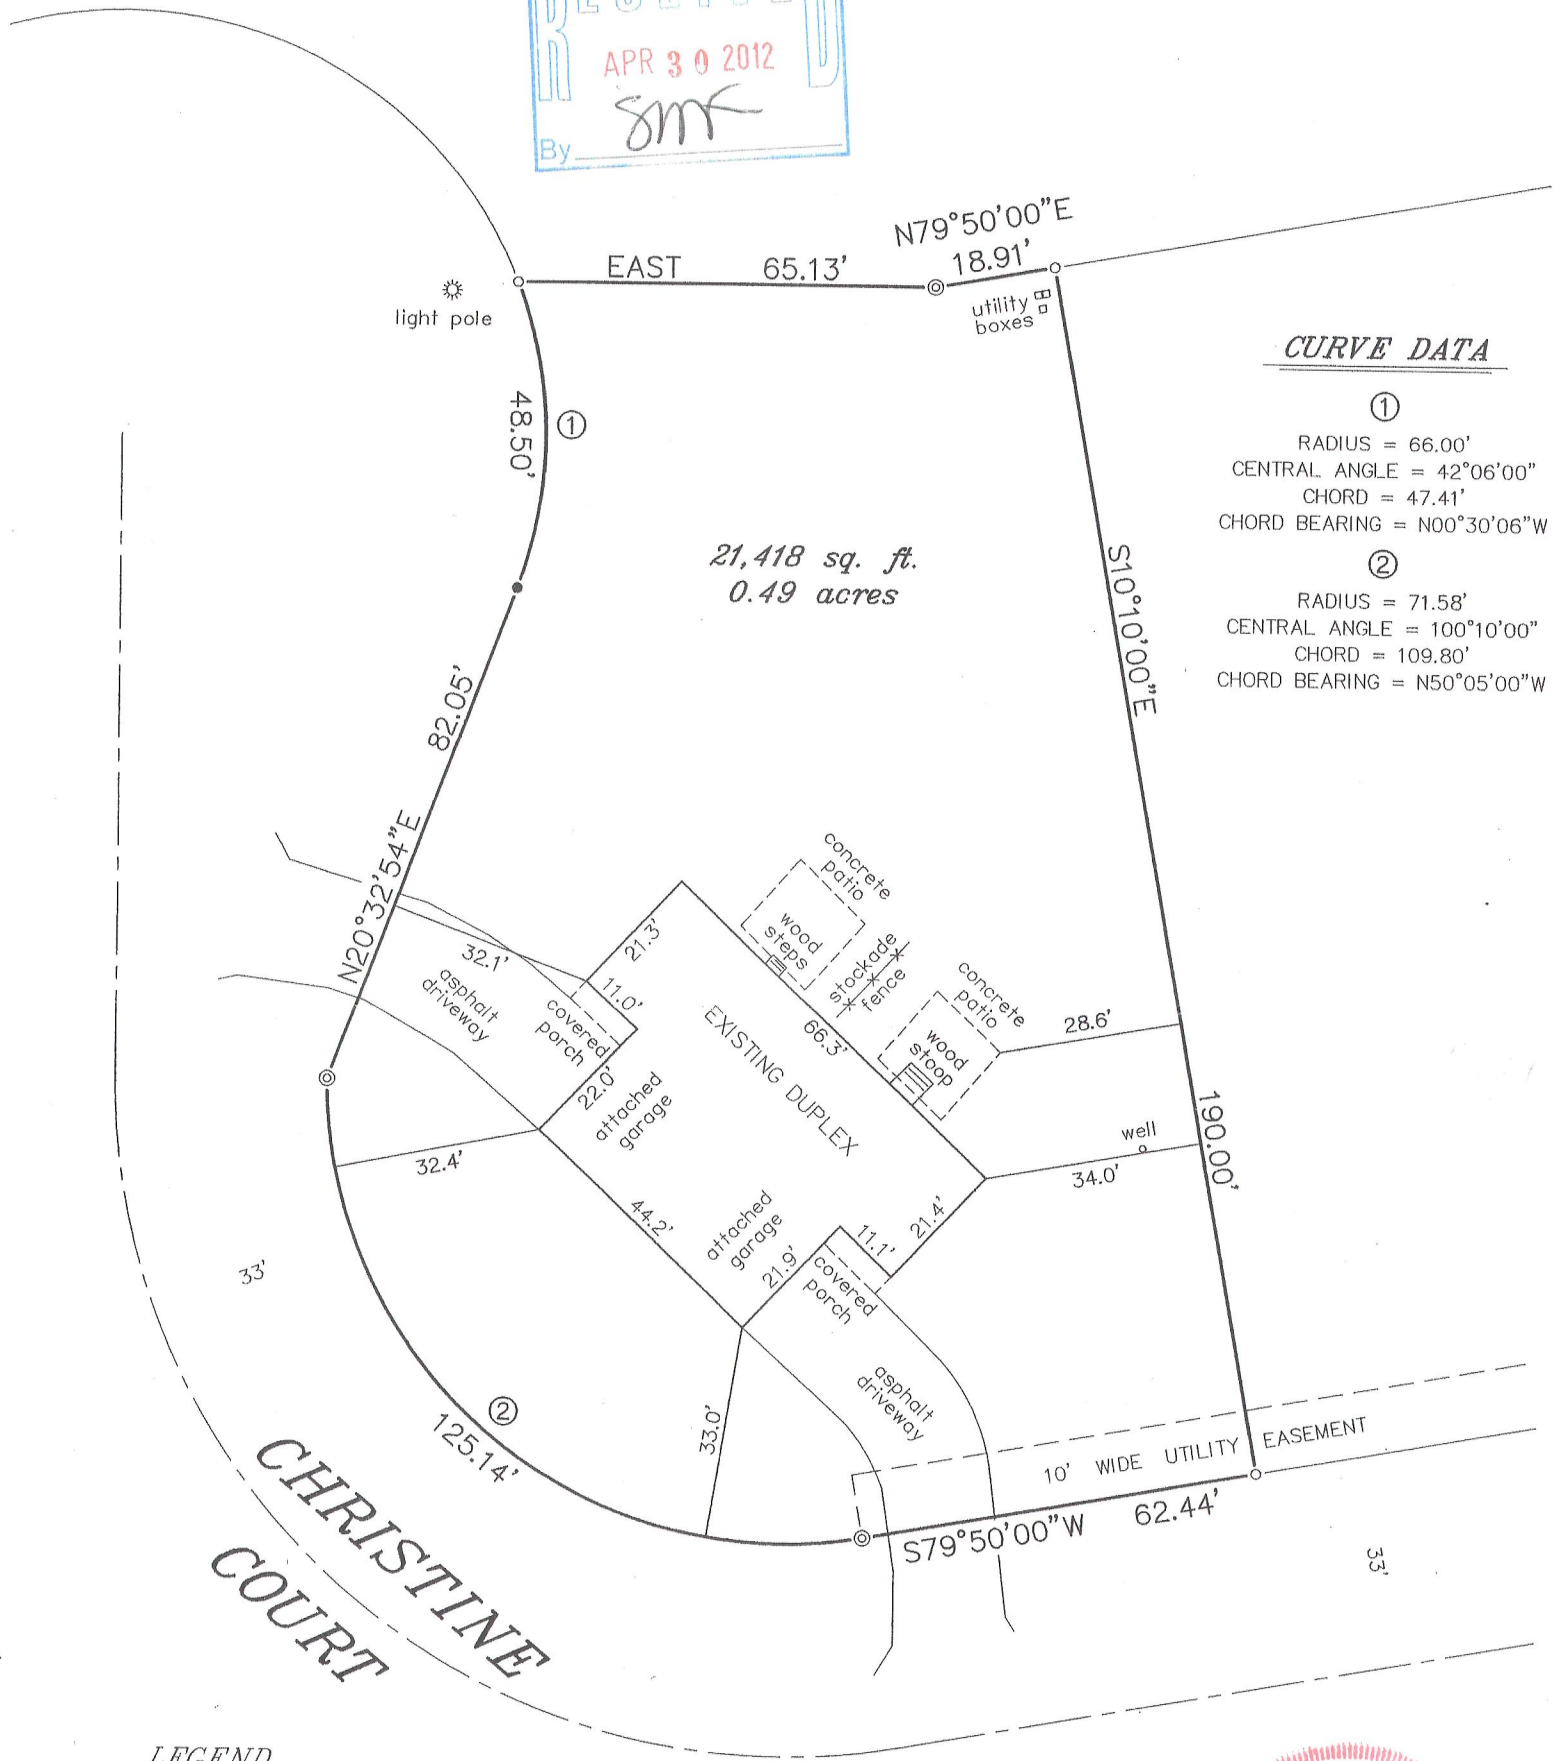 RECEIVED
APR 30 2012
By
N79°50'00"E
18.91'
EAST 65.13'
light pole
utility
boxes
CURVE DATA
1
RADIUS = 66.00'
CENTRAL ANGLE = 42°06'00"
CHORD = 47.41'
CHORD BEARING = N00°30'06"W
2
RADIUS = 71.58'
CENTRAL ANGLE = 100°10'00"
CHORD = 109.80'
CHORD BEARING = N50°05'00"W
48.50'
1
21,418 sq. ft.
0.49 acres
S10°10'00"E
190.00'
82.05'
N20°32'54"E
concrete
patio
wood
steps
stockade
fence
concrete
patio
wood
stoop
21.3'
32.1'
11.0'
asphalt
driveway
covered
porch
66.3'
28.6'
EXISTING DUPLEX
22.0'
attached
garage
well
34.0'
32.4'
44.2'
attached
garage
21.9'
11.1'
21.4'
covered
porch
33'
asphalt
driveway
2
125.14'
33.0'
10' WIDE UTILITY EASEMENT
S79°50'00"W 62.44'
33'
CHRISTINE
COURT
LEGEND